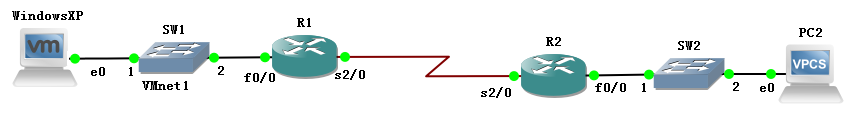 WindowsXP
vm
e0
1
SW1
VMnet1
2
f0/0
R1
s2/0
s2/0
R2
f0/0
1
SW2
2
e0
PC2
VPCS